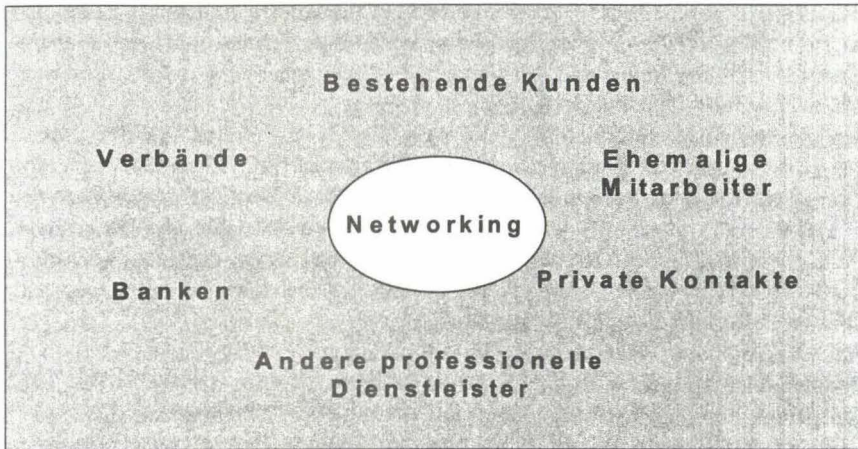 Bestehende Kunden
Verbände
Ehemalige
Mitarbeiter
Networking
Private Kontakte
Banken
Andere professionelle
Dienstleister